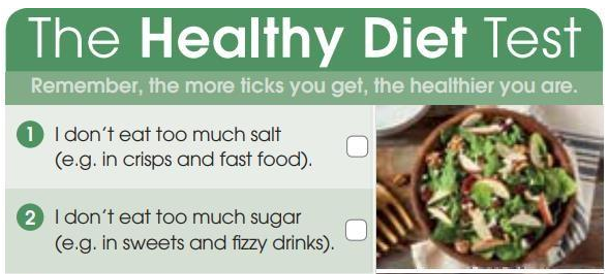 The Healthy Diet Test
Remember, the more ticks you get, the healthier you are.
1 I don't eat too much salt
(e.g. in crisps and fast food).
2 I don't eat too much sugar
(e.g. in sweets and fizzy drinks).